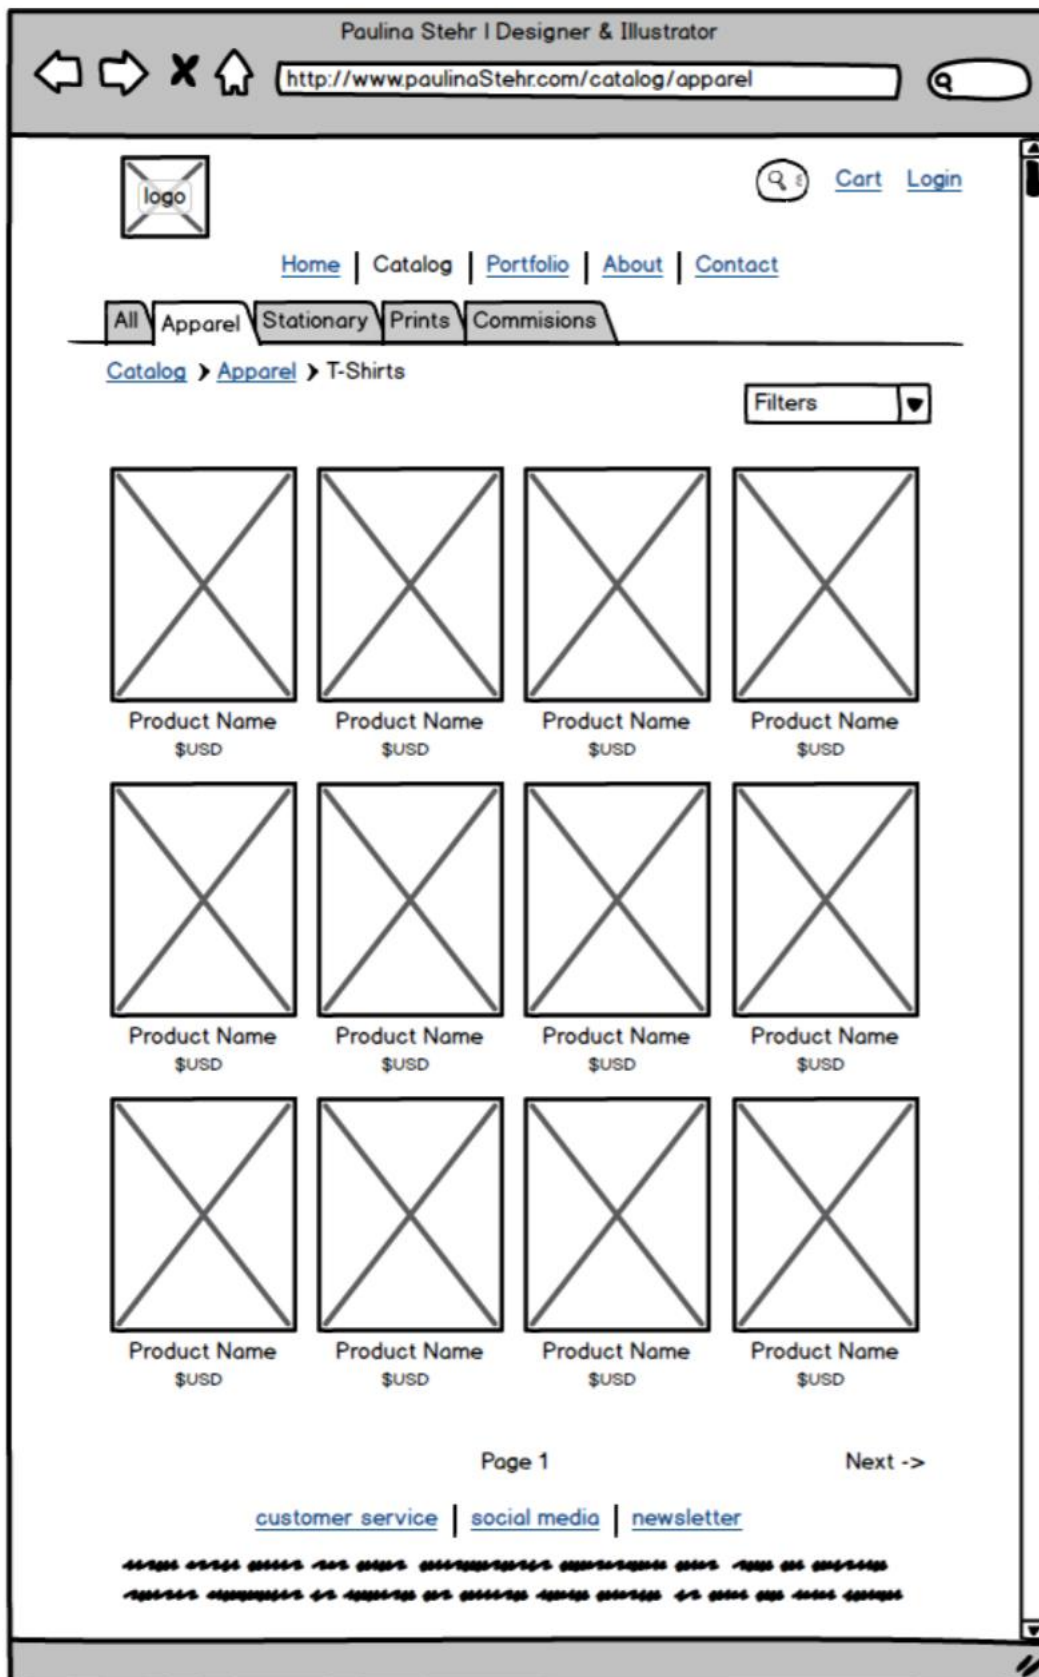 Paulina Stehr | Designer & Illustrator
http://www.paulinaStehr.com/catalog/apparel
logo
Cart Login
Home | Catalog | Portfolio | About | Contact
All Apparel Stationary Prints Commisions
Catalog > Apparel > T-Shirts
Filters
Product Name Product Name Product Name Product Name
$USD $USD $USD $USD
Product Name Product Name Product Name Product Name
$USD $USD $USD $USD
Product Name Product Name Product Name Product Name
$USD $USD $USD $USD
Page 1 Next ->
customer service | social media | newsletter